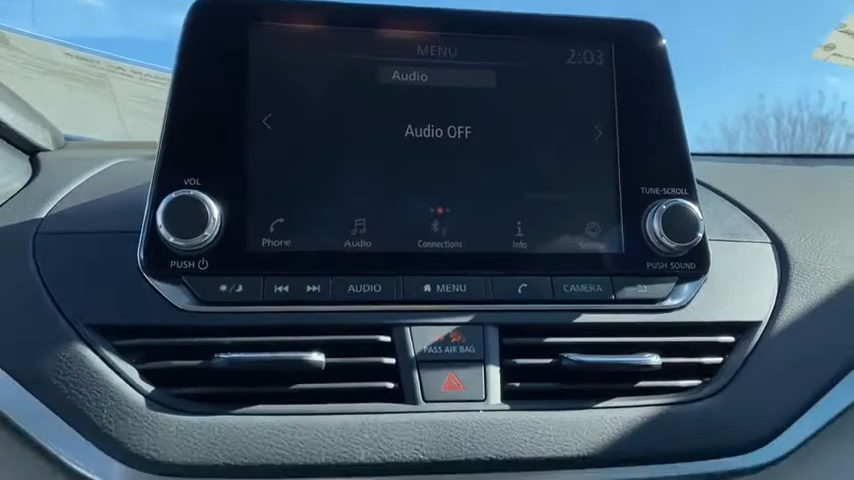 MENU
2:03
Audio
Audio OFF
VOL
TUNE·SCROLL
Phone
Audio
Connections
Info
Settings
PUSH
PUSH SOUND
AUDIO
MENU
CAMERA
PASS AIR BAG